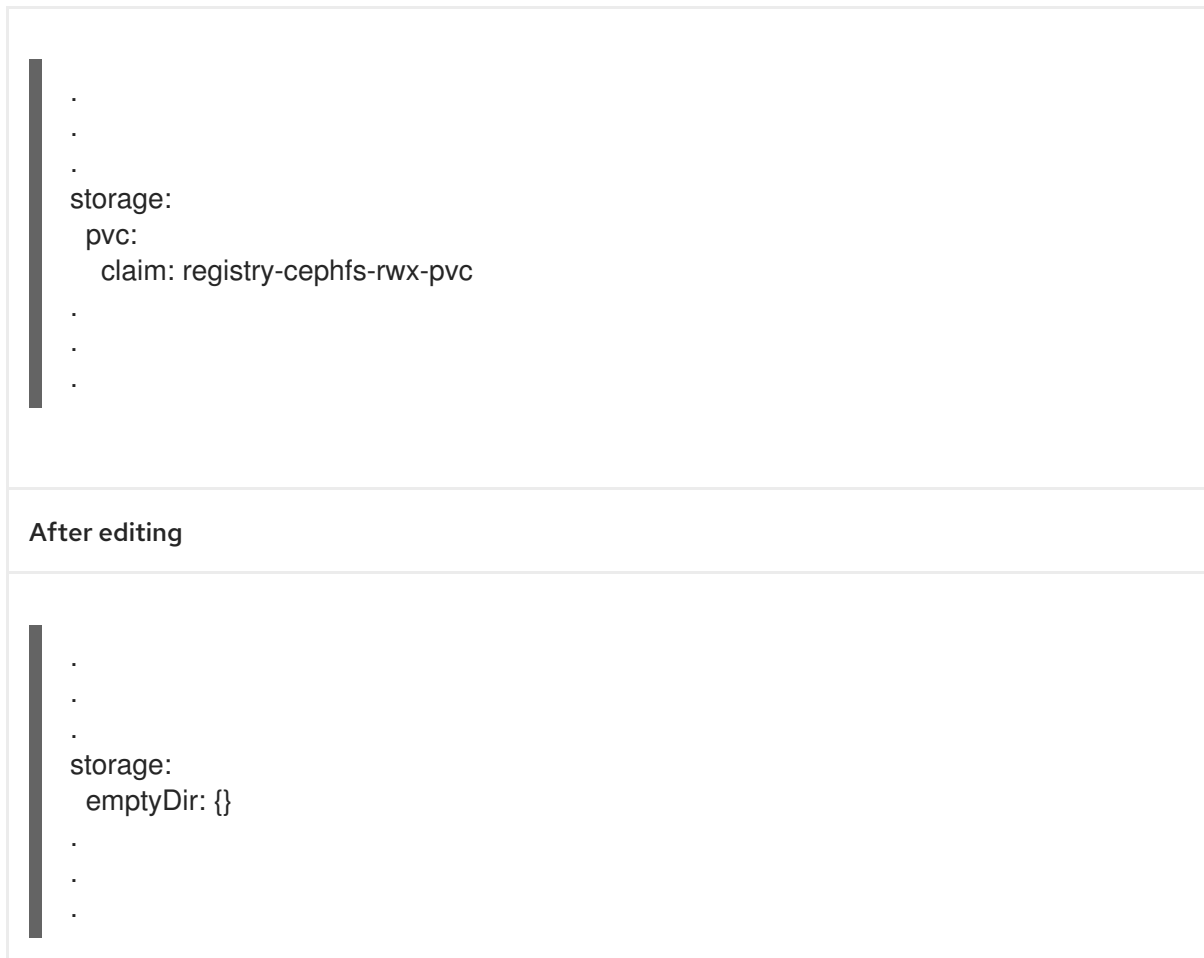 .
.
.
storage:
  pvc:
    claim: registry-cephfs-rwx-pvc
.
.
.
After editing
.
.
.
storage:
  emptyDir: {}
.
.
.